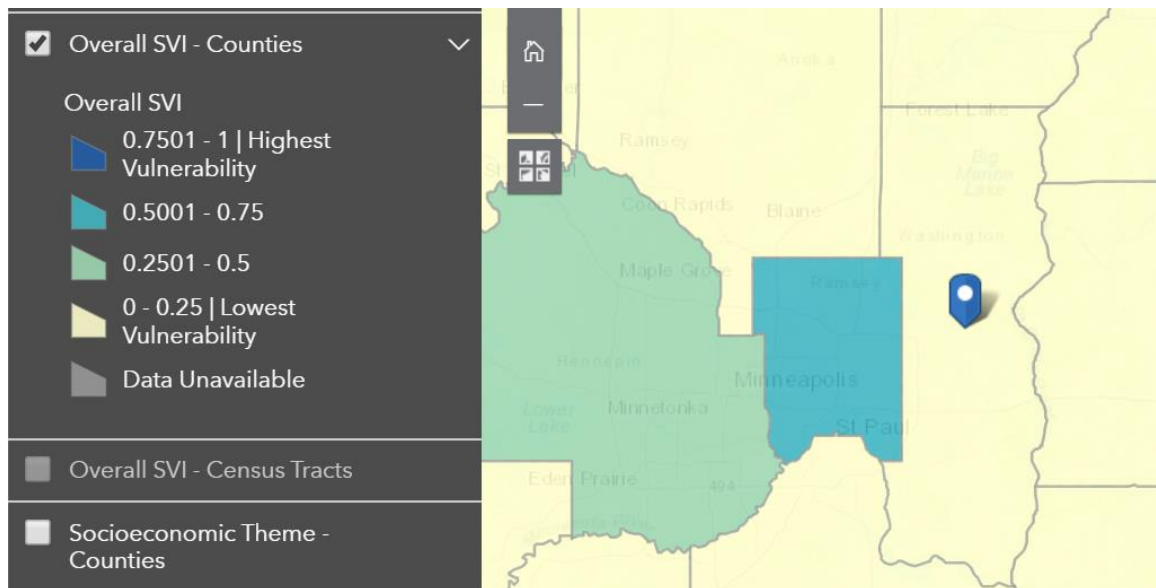 Overall SVI - Counties
Overall SVI
0.7501 - 1 | Highest
Vulnerability
0.5001 - 0.75
0.2501 - 0.5
0 - 0.25 | Lowest
Vulnerability
Data Unavailable
Overall SVI - Census Tracts
Socioeconomic Theme -
Counties
Anoka
Forest Lake
Ramsey
Big
Marine
Lake
Coon Rapids
Blaine
Washington
Maple Grove
Ramsey
Hennepin
Minneapolis
Lower
Lake
Minnetonka
St Paul
Eden Prairie
494